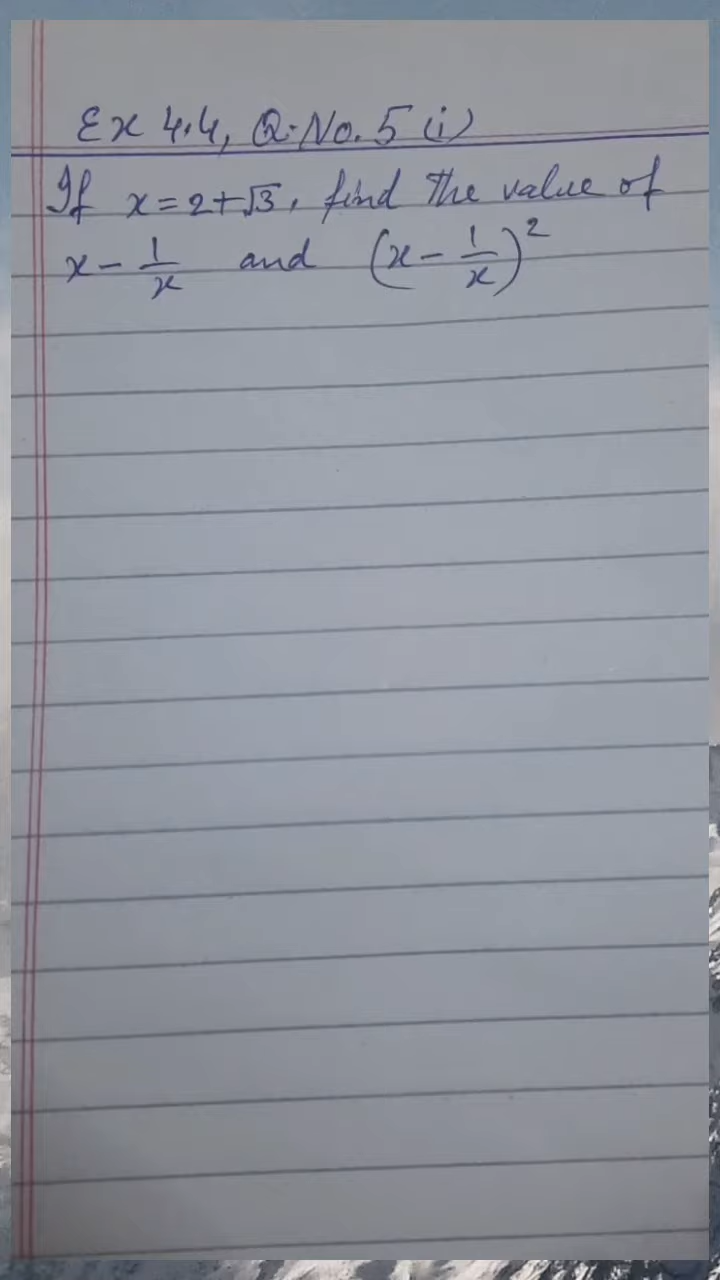 Ex 4.4, Q.No. 5 (i)
If x = 2+√3, find the value of
x - 1/x and (x - 1/x)²